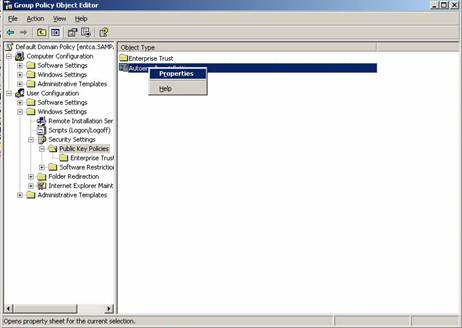 Group Policy Object Editor
File Action View Help
Default Domain Policy [entca.SAMP
Computer Configuration
Software Settings
Windows Settings
Administrative Templates
User Configuration
Software Settings
Windows Settings
Remote Installation Ser
Scripts (Logon/Logoff)
Security Settings
Public Key Policies
Enterprise Trust
Software Restriction
Folder Redirection
Internet Explorer Maint
Administrative Templates
Object Type
Enterprise Trust
Properties
Help
Opens property sheet for the current selection.